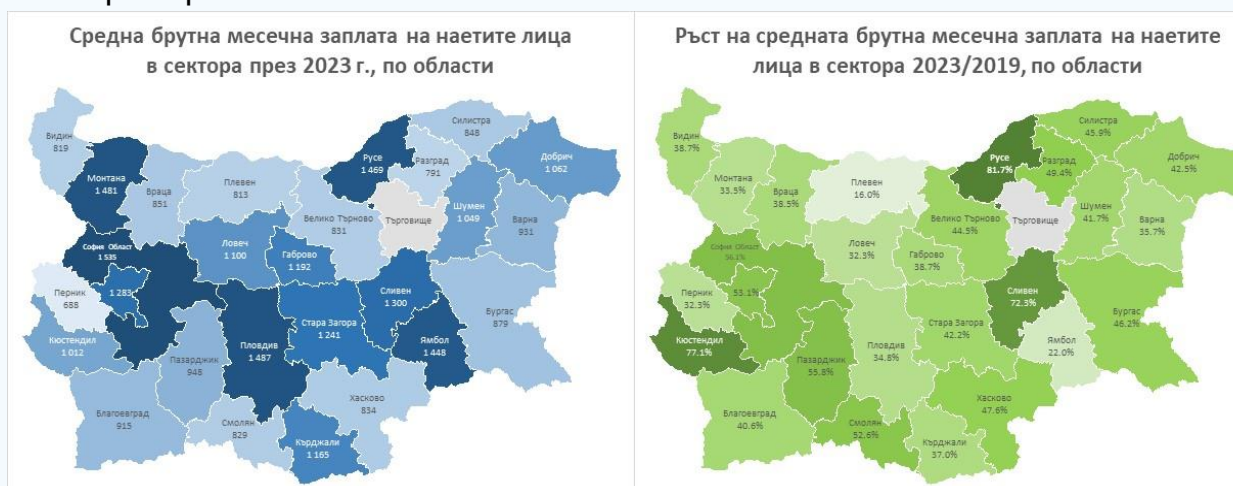 Средна брутна месечна заплата на наетите лица
в сектора през 2023 г., по области
Видин
819
Монтана
1 481
Враца
851
Плевен
813
Русе
1 469
Силистра
848
Разград
791
Добрич
1 062
Шумен
1 049
Варна
931
Велико Търново
831
Търговище
Ловеч
1 100
Габрово
1 192
София Област
1 535
1 283
Перник
688
Кюстендил
1 012
Сливен
1 300
Бургас
879
Стара Загора
1 241
Пловдив
1 487
Ямбол
1 448
Пазарджик
948
Благоевград
915
Смолян
829
Хасково
834
Кърджали
1 165
Ръст на средната брутна месечна заплата на наетите
лица в сектора 2023/2019, по области
Видин
38.7%
Монтана
33.5%
Враца
38.5%
Плевен
16.0%
Русе
81.7%
Силистра
45.9%
Разград
49.4%
Добрич
42.5%
Шумен
41.7%
Варна
35.7%
Велико Търново
44.5%
Търговище
Ловеч
32.3%
Габрово
38.7%
София Област
56.1%
53.1%
Перник
32.3%
Кюстендил
77.1%
Сливен
72.3%
Бургас
46.2%
Стара Загора
42.2%
Пловдив
34.8%
Ямбол
22.0%
Пазарджик
55.8%
Благоевград
40.6%
Смолян
52.6%
Хасково
47.6%
Кърджали
37.0%